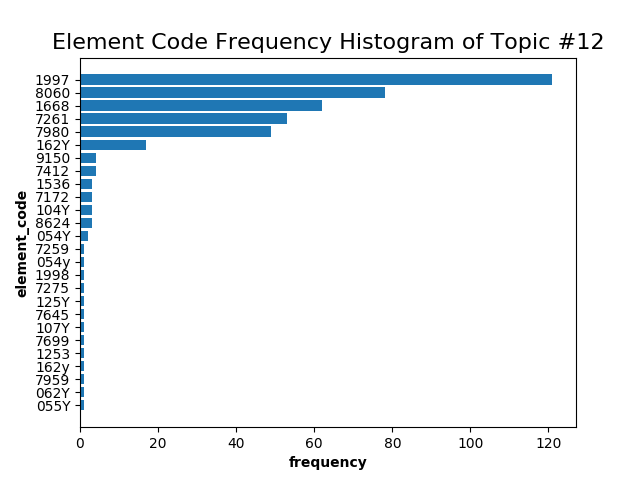 Element Code Frequency Histogram of Topic #12
1997
8060
1668
7261
7980
162Y
9150
7412
1536
7172
104Y
8624
054Y
7259
054y
1998
7275
125Y
7645
107Y
7699
1253
162y
7959
062Y
055Y
element_code
0 20 40 60 80 100 120
frequency